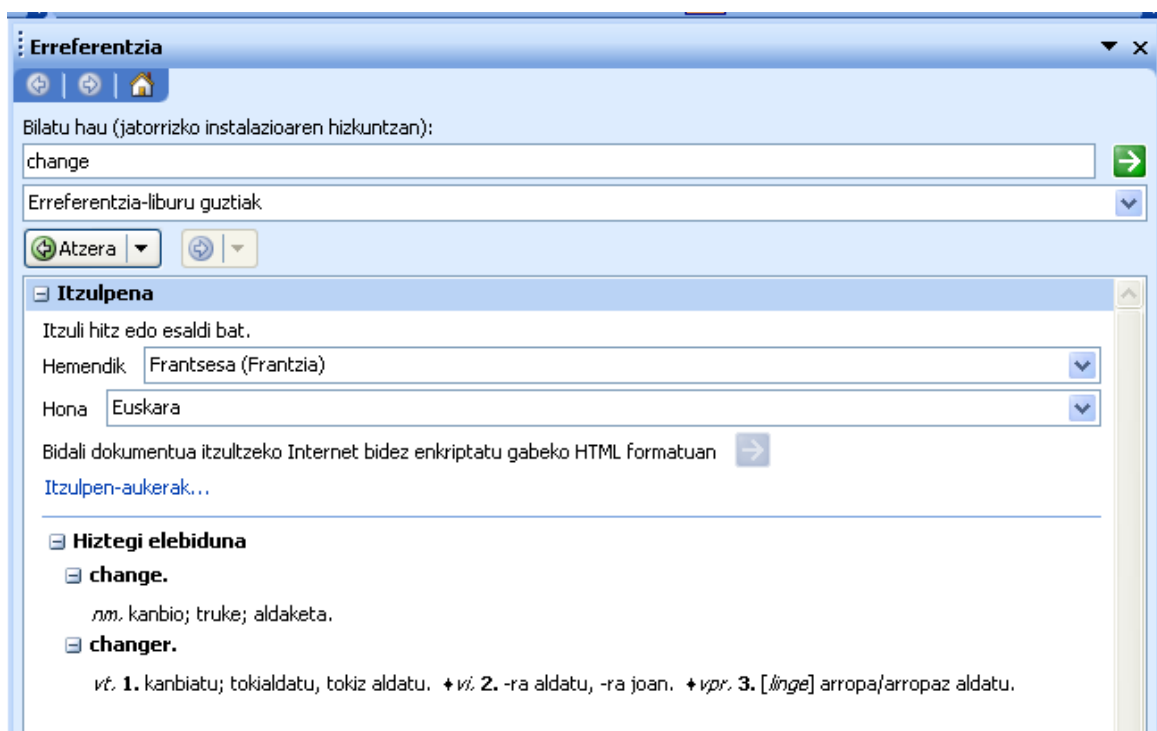 Erreferentzia
Bilatu hau (jatorrizko instalazioaren hizkuntzan):
change
Erreferentzia-liburu guztiak
Atzera
Itzulpena
Itzuli hitz edo esaldi bat.
Hemendik Frantsesa (Frantzia)
Hona Euskara
Bidali dokumentua itzultzeko Internet bidez enkriptatu gabeko HTML formatuan
Itzulpen-aukerak...
Hiztegi elebiduna
change.
nm. kanbio; truke; aldaketa.
changer.
vt. 1. kanbiatu; tokialdatu, tokiz aldatu. ♦vi. 2. -ra aldatu, -ra joan. ♦vpr. 3. [linge] arropa/arropaz aldatu.